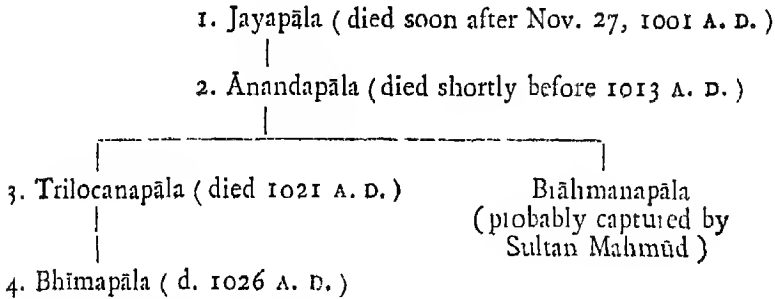 1. Jayapāla ( died soon after Nov. 27, 1001 A. D. )
2. Ānandapāla ( died shortly before 1013 A. D. )
3. Trilocanapāla ( died 1021 A. D. )
Brāhmanapāla
( probably captured by
Sultan Mahmūd )
4. Bhīmapāla ( d. 1026 A. D. )